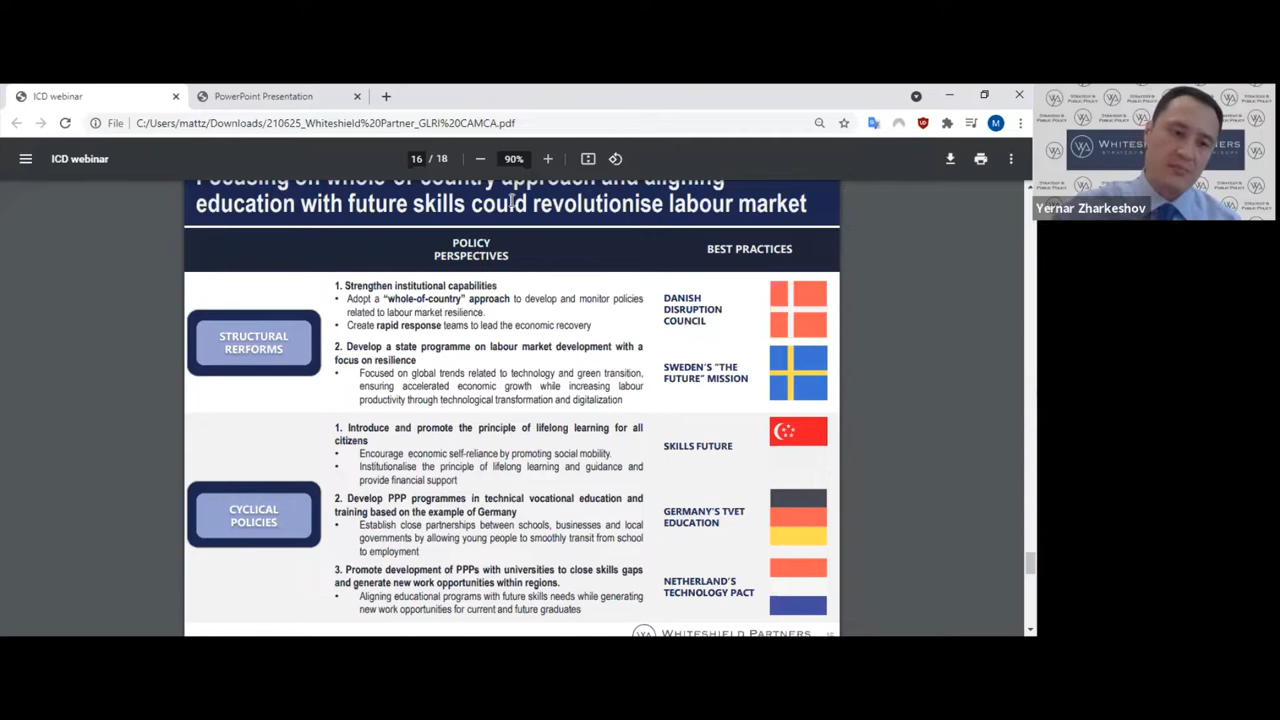 ICD webinar
PowerPoint Presentation
File
C:/Users/mattz/Downloads/210625_Whiteshield%20Partner_GLRI%20CAMCA.pdf
M
ICD webinar
16 / 18
90%
WHITESHIELD PARTNERS
Yernar Zharkeshov
Focusing on whole-of-country approach and aligning
education with future skills could revolutionise labour market
POLICY
PERSPECTIVES
BEST PRACTICES
STRUCTURAL
RERFORMS
1. Strengthen institutional capabilities
• Adopt a "whole-of-country" approach to develop and monitor policies
related to labour market resilience.
• Create rapid response teams to lead the economic recovery
2. Develop a state programme on labour market development with a
focus on resilience
• Focused on global trends related to technology and green transition,
ensuring accelerated economic growth while increasing labour
productivity through technological transformation and digitalization
DANISH
DISRUPTION
COUNCIL
SWEDEN'S "THE
FUTURE" MISSION
CYCLICAL
POLICIES
1. Introduce and promote the principle of lifelong learning for all
citizens
• Encourage economic self-reliance by promoting social mobility.
• Institutionalise the principle of lifelong learning and guidance and
provide financial support
2. Develop PPP programmes in technical vocational education and
training based on the example of Germany
• Establish close partnerships between schools, businesses and local
governments by allowing young people to smoothly transit from school
to employment
3. Promote development of PPPs with universities to close skills gaps
and generate new work opportunities within regions.
• Aligning educational programs with future skills needs while generating
new work opportunities for current and future graduates
SKILLS FUTURE
GERMANY'S TVET
EDUCATION
NETHERLAND'S
TECHNOLOGY PACT
WHITESHIELD PARTNERS